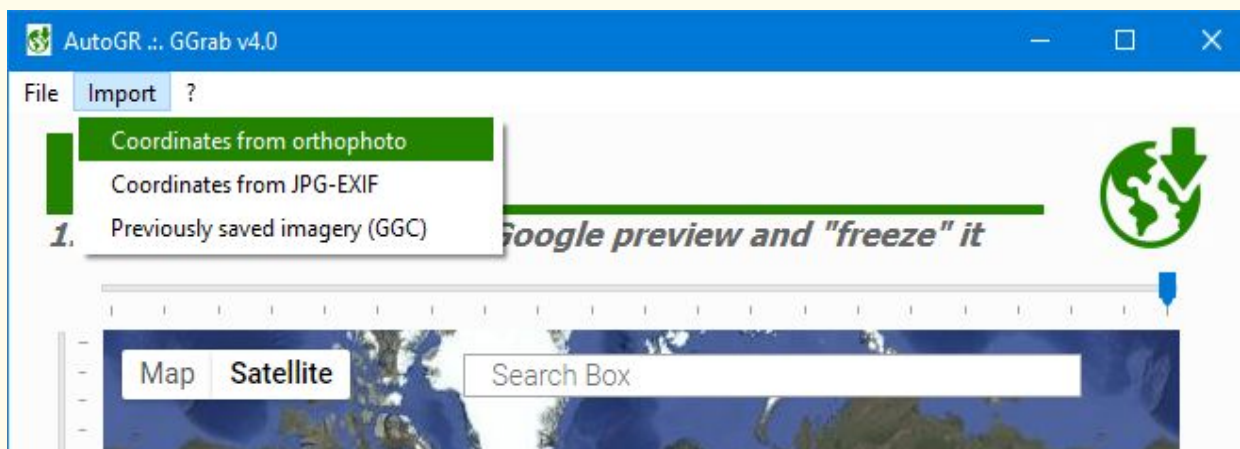 AutoGR .:. GGrab v4.0
File Import ?
Coordinates from orthophoto
Coordinates from JPG-EXIF
Previously saved imagery (GGC)
1. Google preview and "freeze" it
Map Satellite Search Box